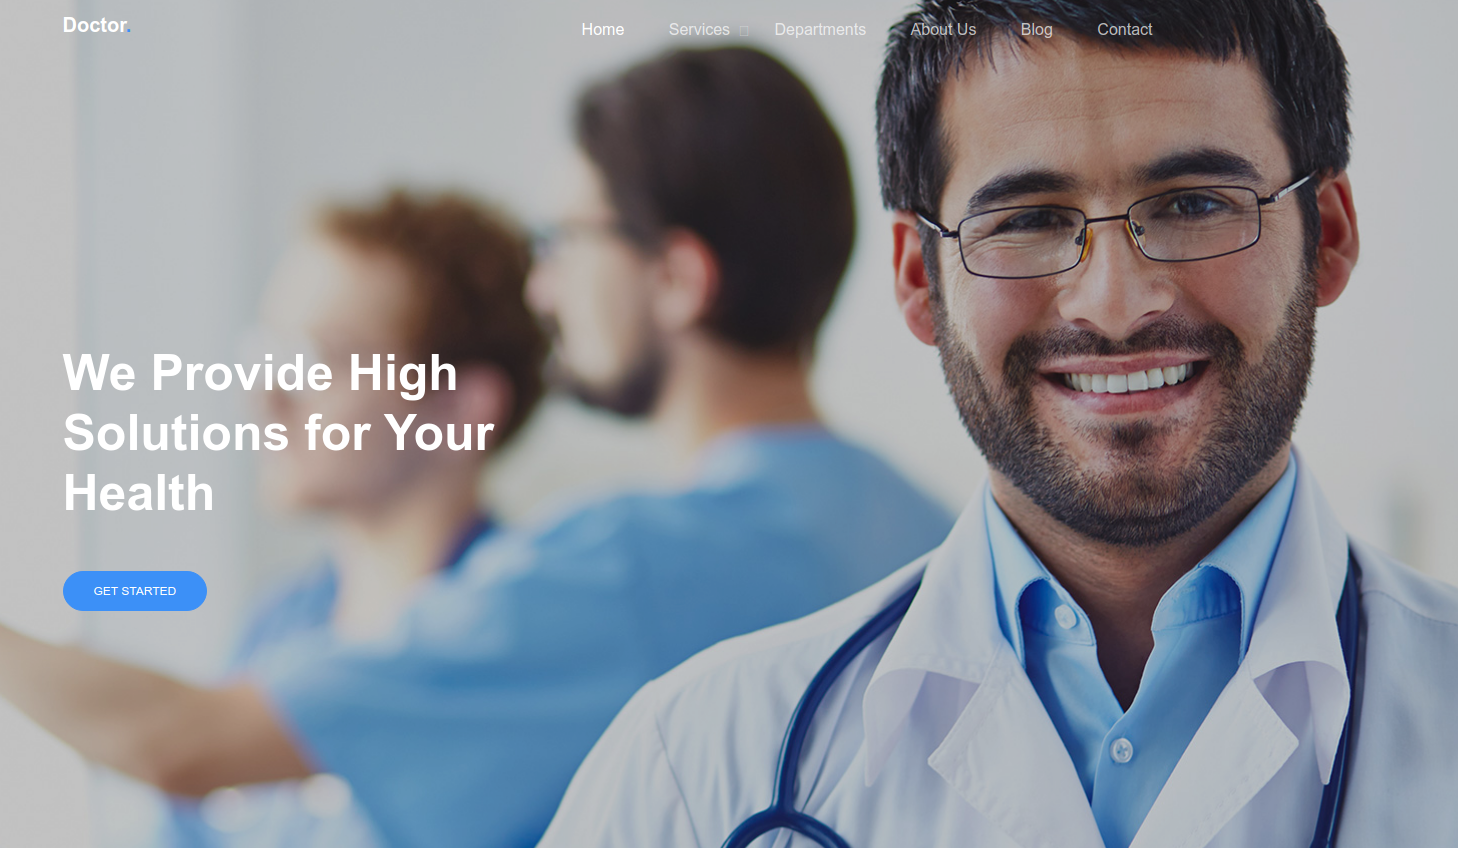 Doctor.
Home Services Departments About Us Blog Contact
We Provide High
Solutions for Your
Health
GET STARTED